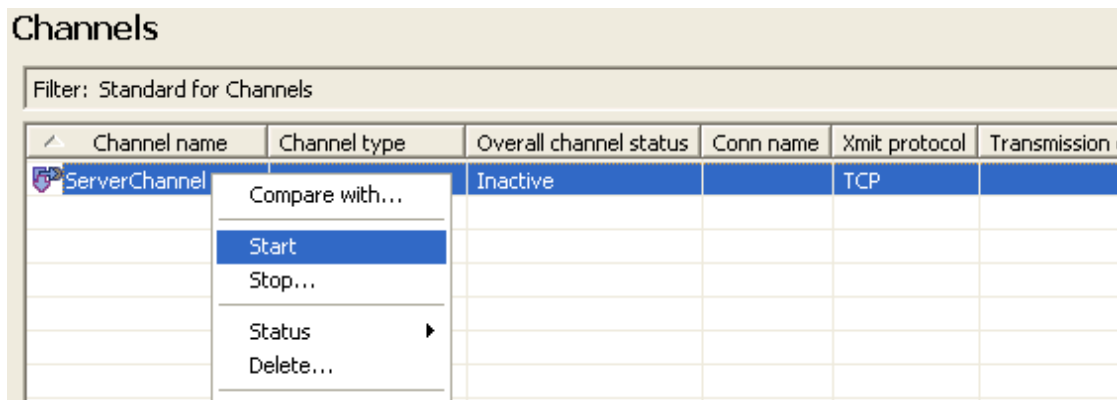 Channels
Filter: Standard for Channels
Channel name Channel type Overall channel status Conn name Xmit protocol Transmission
ServerChannel Inactive TCP
Compare with...
Start
Stop...
Status
Delete...